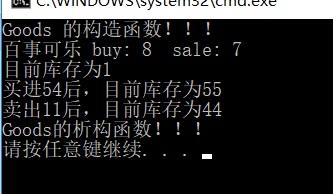 C:\WINDOWS\system32\cmd.exe
Goods 的构造函数!!!
百事可乐 buy: 8  sale: 7
目前库存为1
买进54后，目前库存为55
卖出11后，目前库存为44
Goods的析构函数!!!
请按任意键继续. . .